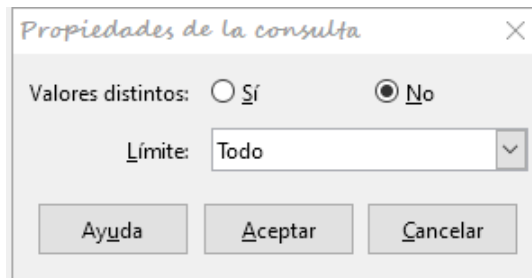 Propiedades de la consulta
Valores distintos: Sí No
Límite: Todo
Ayuda Aceptar Cancelar